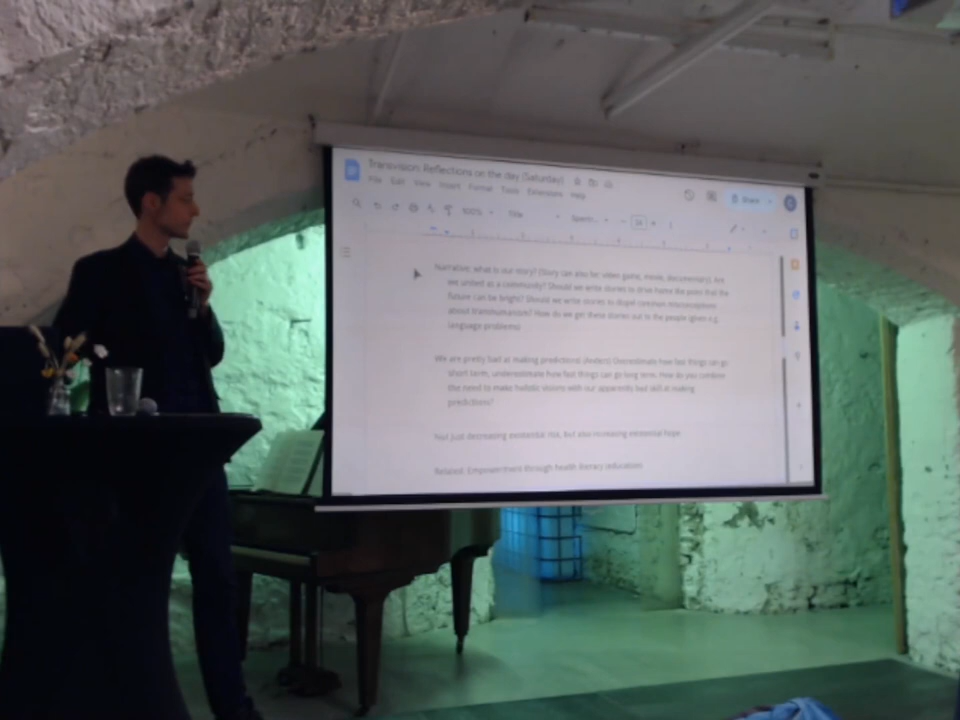 Transvision: Reflections on the day (Saturday)
File Edit View Insert Format Tools Extensions Help
100% Title
Share
Narrative: what is our story? (Story can also be: video game, movie, documentary). Are
we united as a community? Should we write stories to drive home the point that the
future can be bright? Should we write stories to dispel common misconceptions
about transhumanism? How do we get these stories out to the people (given e.g.
language problems)
We are pretty bad at making predictions! (Anders) Overestimate how fast things can go
short term, underestimate how fast things can go long term. How do you combine
the need to make holistic visions with our apparently bad skill at making
predictions?
Not just decreasing existential risk, but also increasing existential hope
Related: Empowerment through health literacy (education)